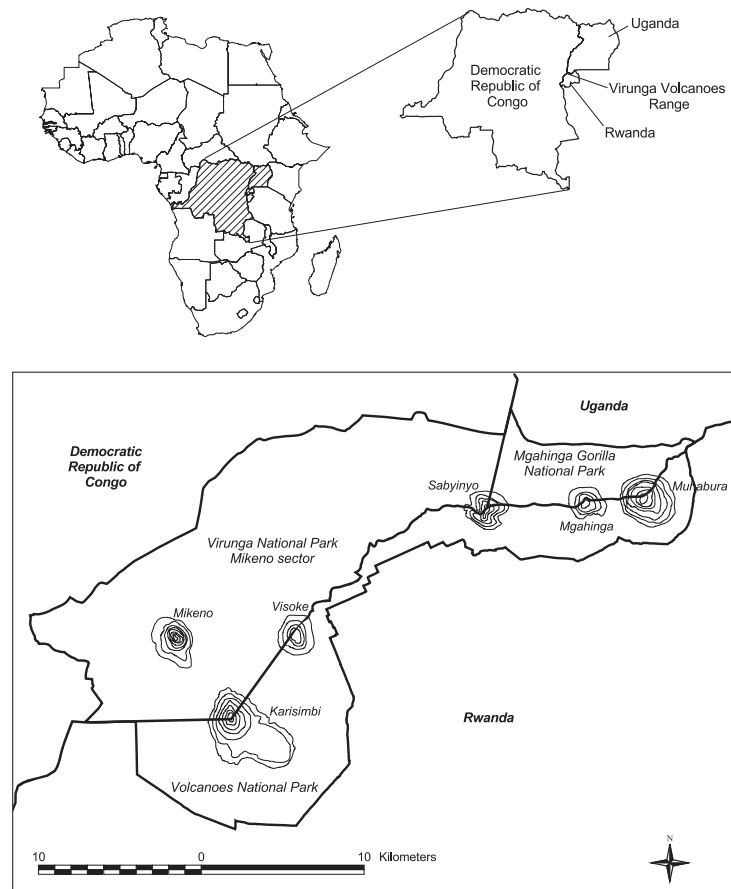 Uganda
Democratic
Republic of
Congo
Virunga Volcanoes
Range
Rwanda
Uganda
Democratic
Republic of
Congo
Mgahinga Gorilla
National Park
Sabyinyo
Muhabura
Mgahinga
Virunga National Park
Mikeno sector
Mikeno
Visoke
Karisimbi
Rwanda
Volcanoes National Park
N
10 0 10 Kilometers